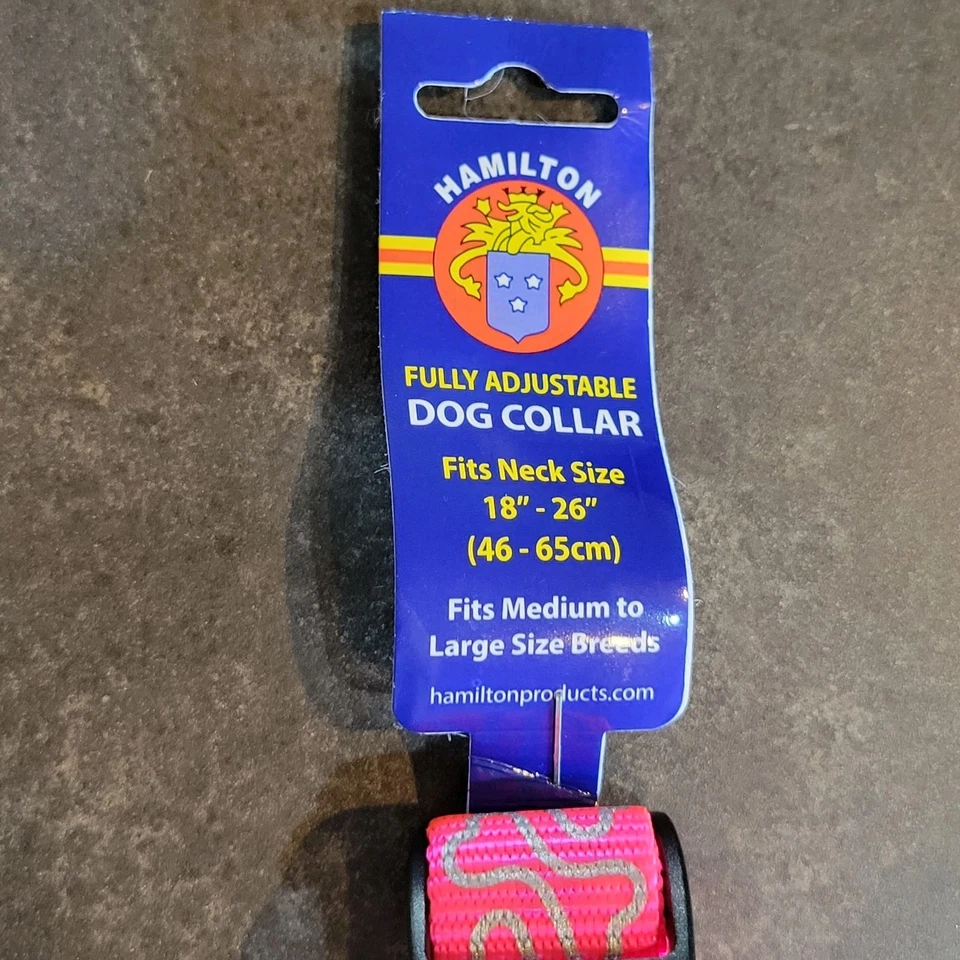 HAMILTON
FULLY ADJUSTABLE
DOG COLLAR
Fits Neck Size
18” - 26”
(46 - 65cm)
Fits Medium to
Large Size Breeds
hamiltonproducts.com